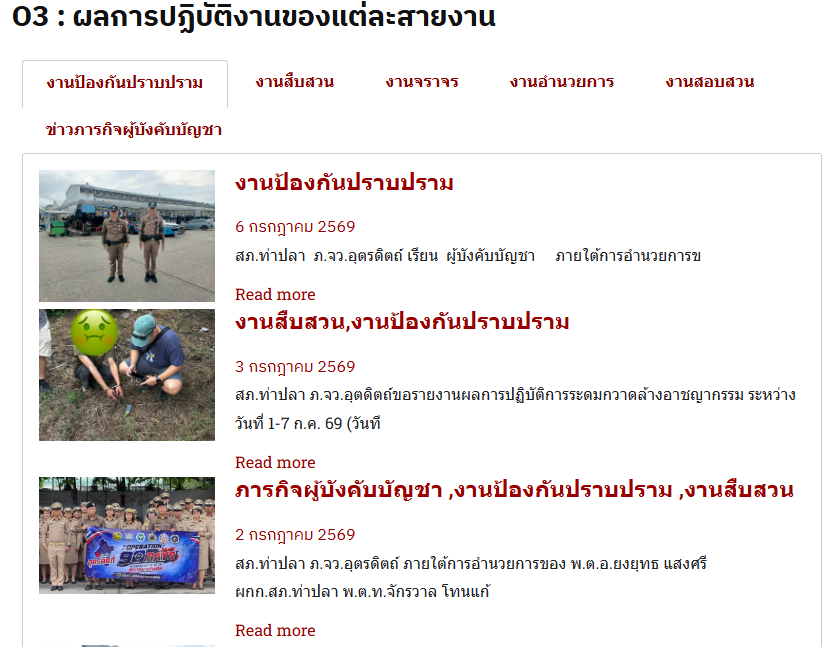 O3 : ผลการปฏิบัติงานของแต่ละสายงาน
งานป้องกันปราบปราม
งานสืบสวน
งานจราจร
งานอำนวยการ
งานสอบสวน
ข่าวภารกิจผู้บังคับบัญชา
งานป้องกันปราบปราม
6 กรกฎาคม 2569
สภ.ท่าปลา ภ.จว.อุตรดิตถ์ เรียน ผู้บังคับบัญชา ภายใต้การอำนวยการข
Read more
งานสืบสวน,งานป้องกันปราบปราม
3 กรกฎาคม 2569
สภ.ท่าปลา ภ.จว.อุตดิตถ์ขอรายงานผลการปฏิบัติการระดมกวาดล้างอาชญากรรม ระหว่าง
วันที่ 1-7 ก.ค. 69 (วันที
Read more
ภารกิจผู้บังคับบัญชา ,งานป้องกันปราบปราม ,งานสืบสวน
2 กรกฎาคม 2569
สภ.ท่าปลา ภ.จว.อุตรดิตถ์ ภายใต้การอำนวยการของ พ.ต.อ.ยงยุทธ แสงศรี
ผกก.สภ.ท่าปลา พ.ต.ท.จักรวาล โทนแก้
Read more
OPERATION
อุตรดิตถ์